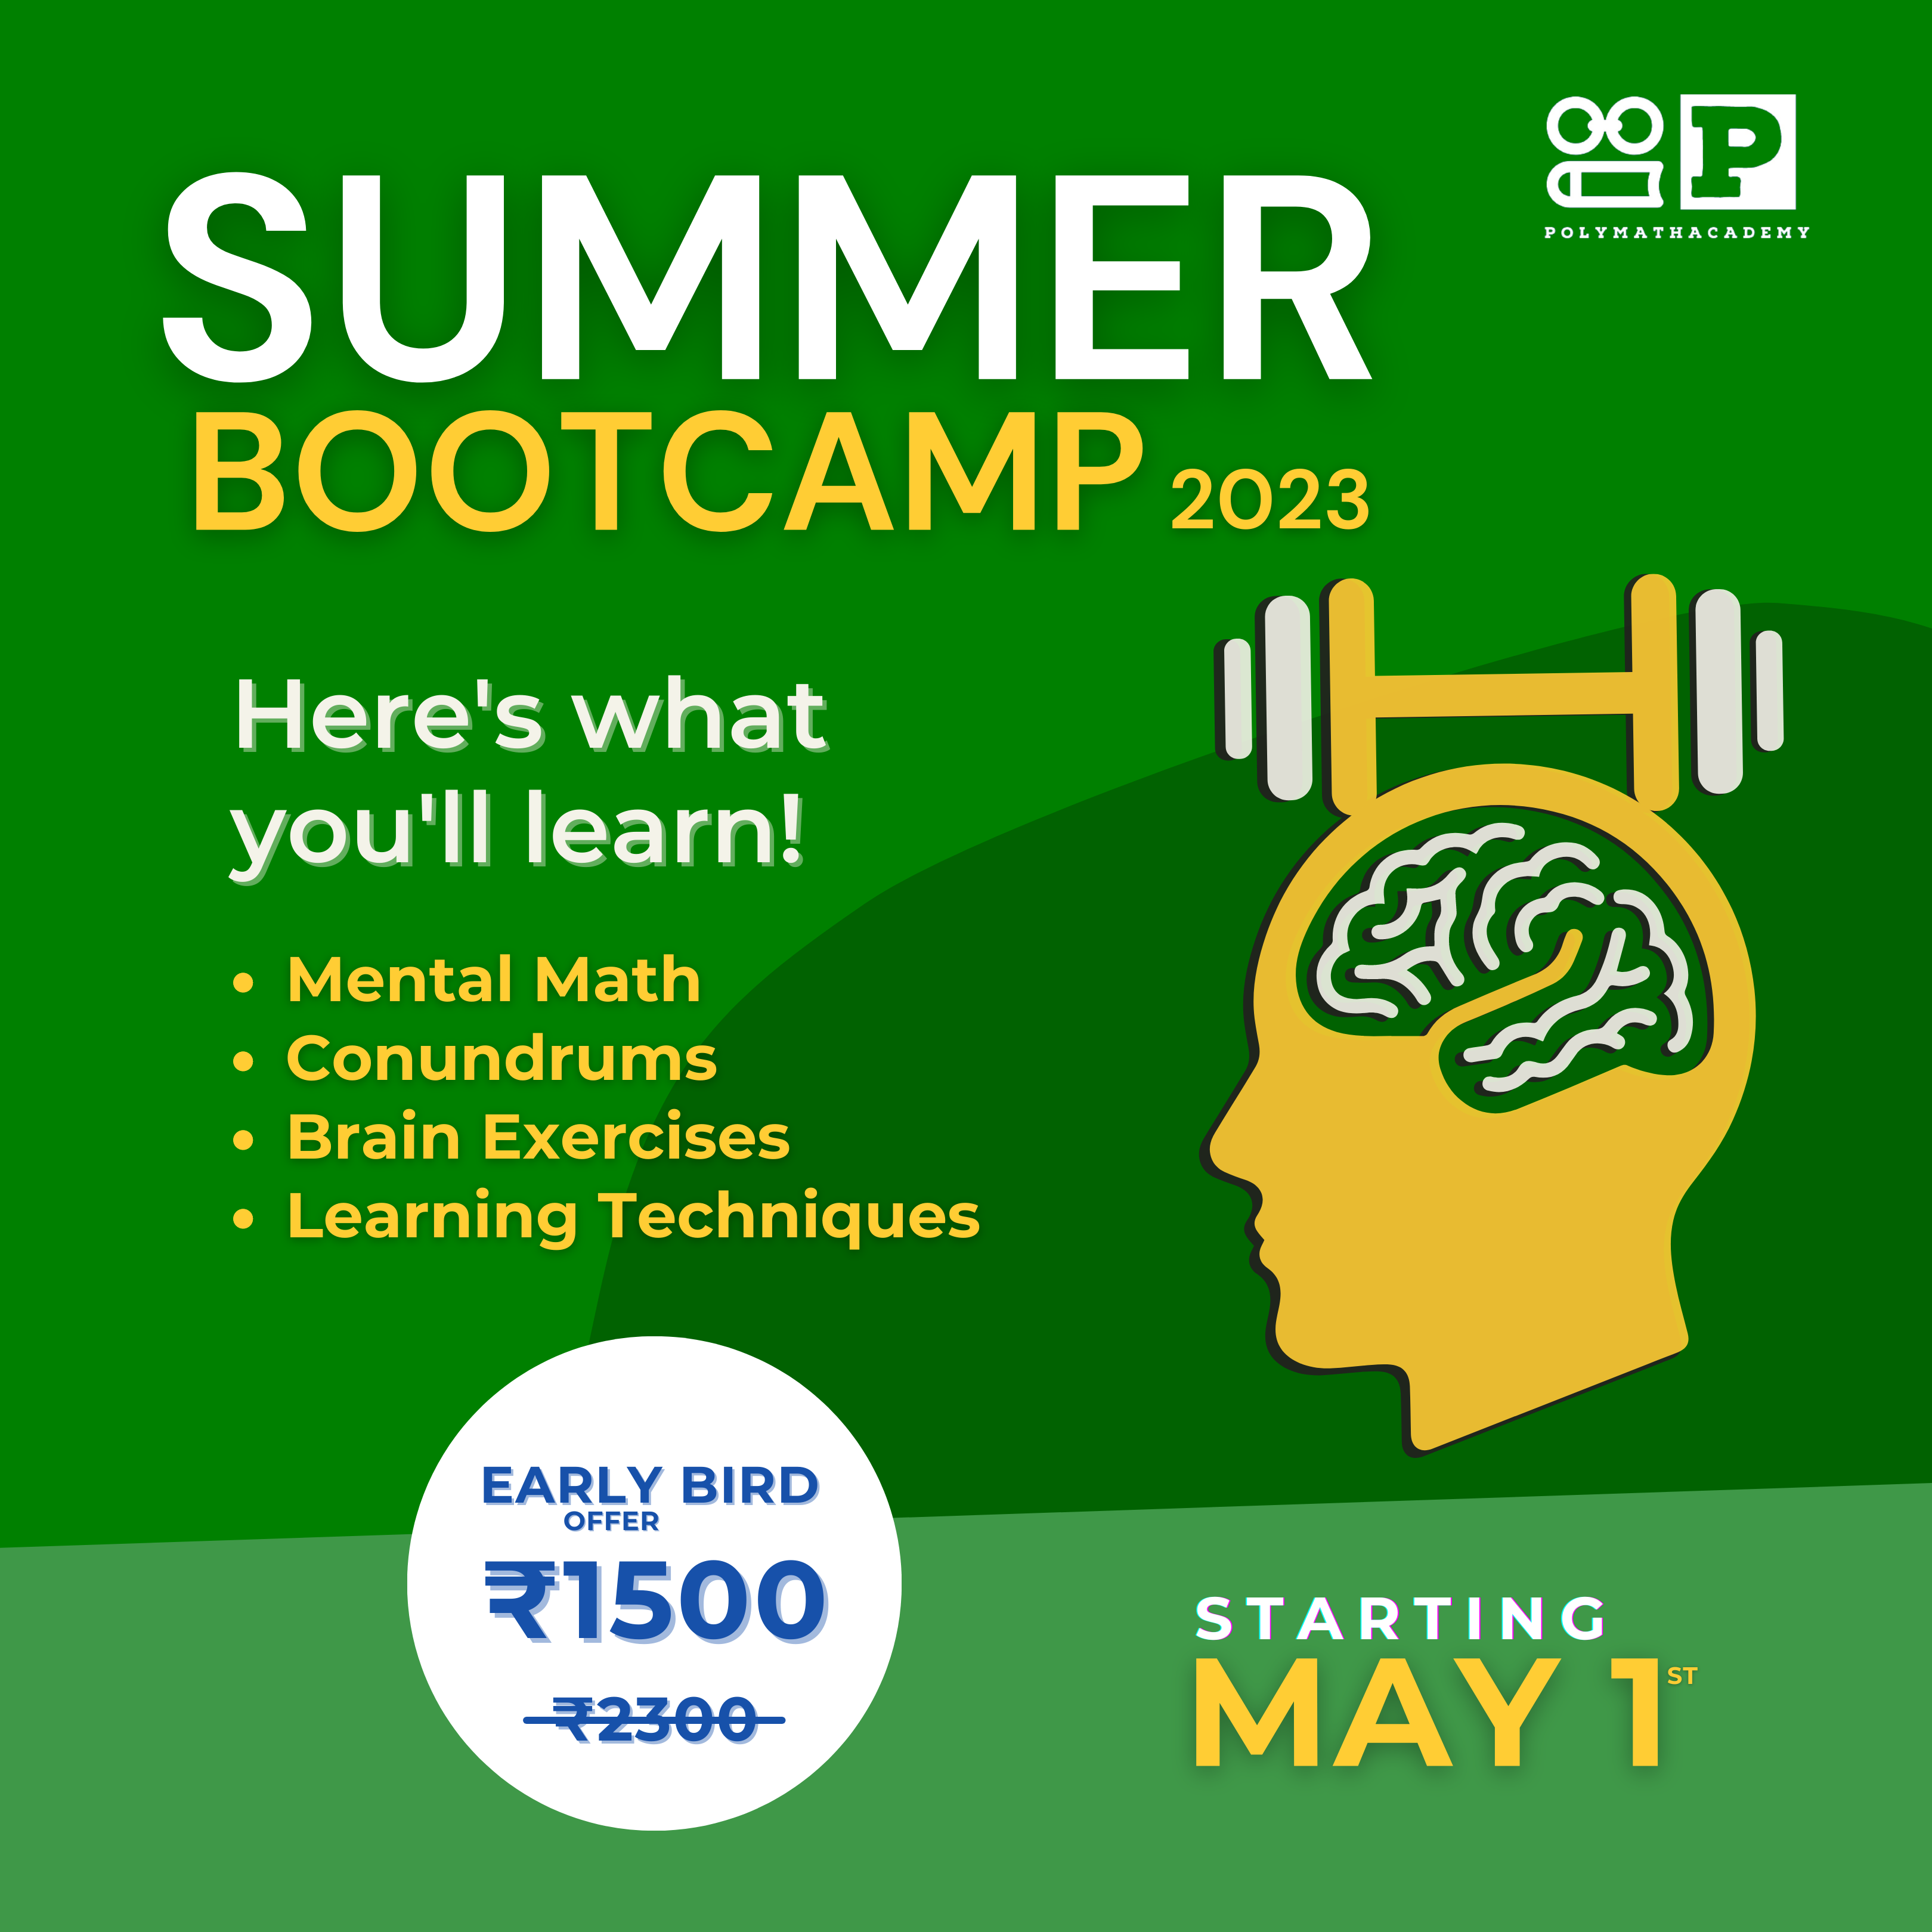 POLYMATHACADEMY
SUMMER
BOOTCAMP 2023
Here's what
you'll learn!
• Mental Math
• Conundrums
• Brain Exercises
• Learning Techniques
EARLY BIRD
OFFER
₹1500
₹2300
STARTING
MAY 1ST